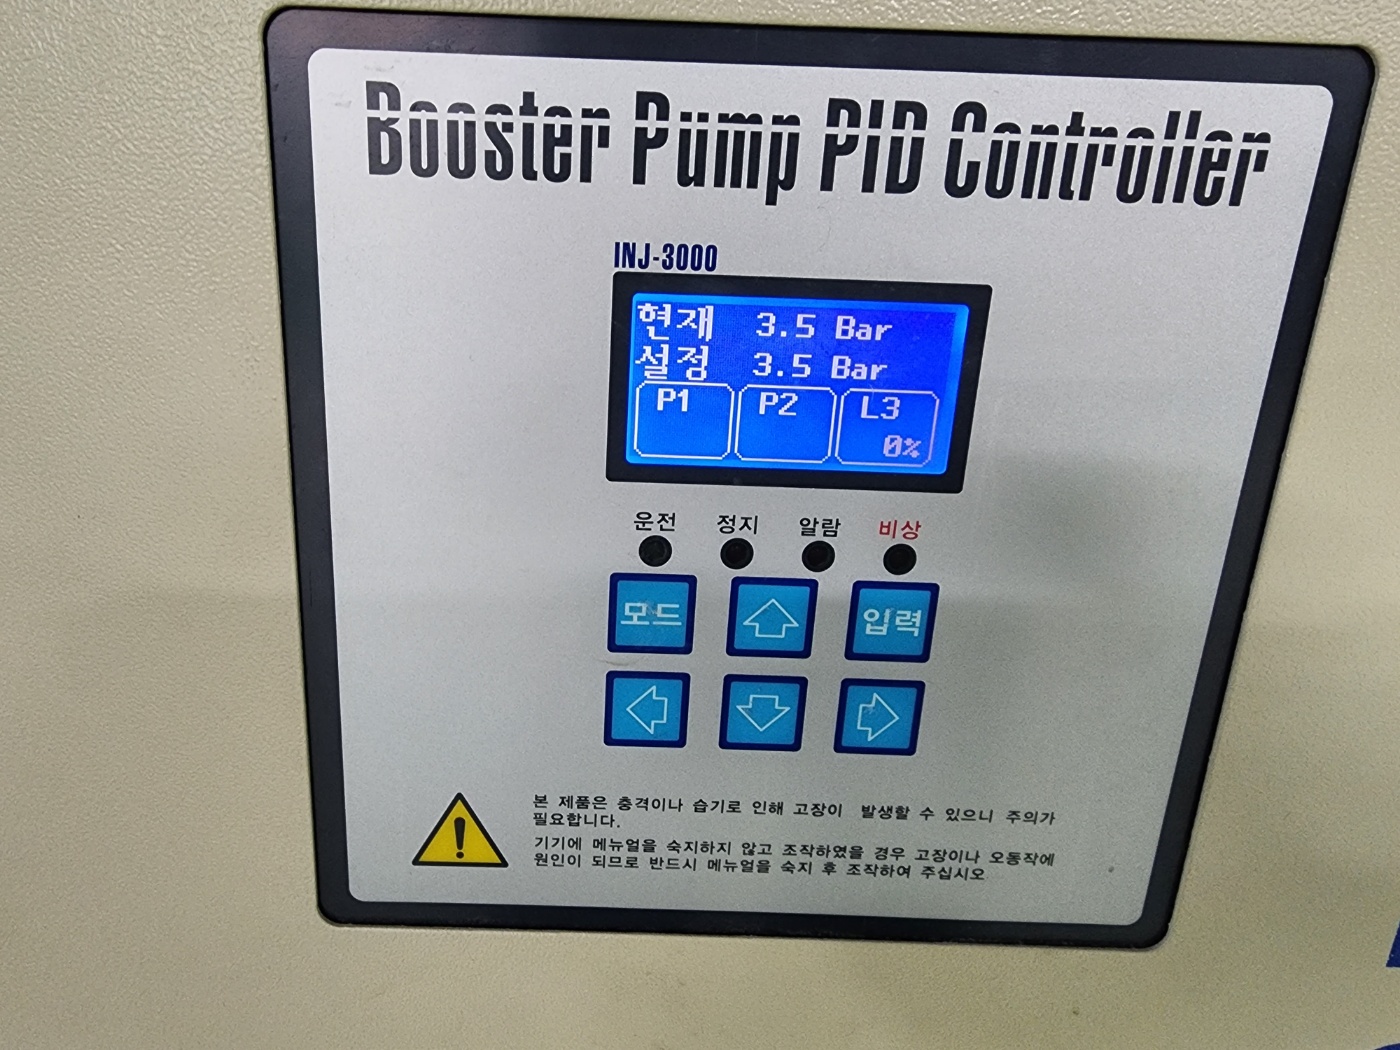 Booster Pump PID Controller
INJ-3000
현재 3.5 Bar
설정 3.5 Bar
P1 P2 L3
0%
운전 정지 알람 비상
모드 입력
본 제품은 충격이나 습기로 인해 고장이 발생할 수 있으니 주의가
필요합니다.
기기에 메뉴얼을 숙지하지 않고 조작하였을 경우 고장이나 오동작에
원인이 되므로 반드시 메뉴얼을 숙지 후 조작하여 주십시오